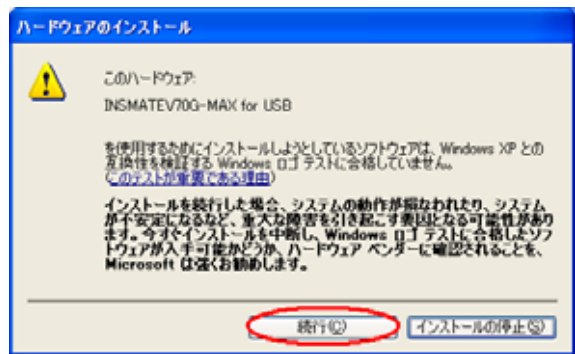 ハードウェアのインストール
このハードウェア:
INSMATEV70G-MAX for USB
を使用するためにインストールしようとしているソフトウェアは、Windows XP との
互換性を検証する Windows ロゴ テストに合格していません。
(このテストが重要である理由)
インストールを続行した場合、システムの動作が損なわれたり、システム
が不安定になるなど、重大な障害を引き起こす要因となる可能性があり
ます。今すぐインストールを中断し、Windows ロゴ テストに合格したソフ
トウェアが入手可能かどうか、ハードウェア ベンダーに確認されることを、
Microsoft は強くお勧めします。
続行(C)
インストールの停止(S)